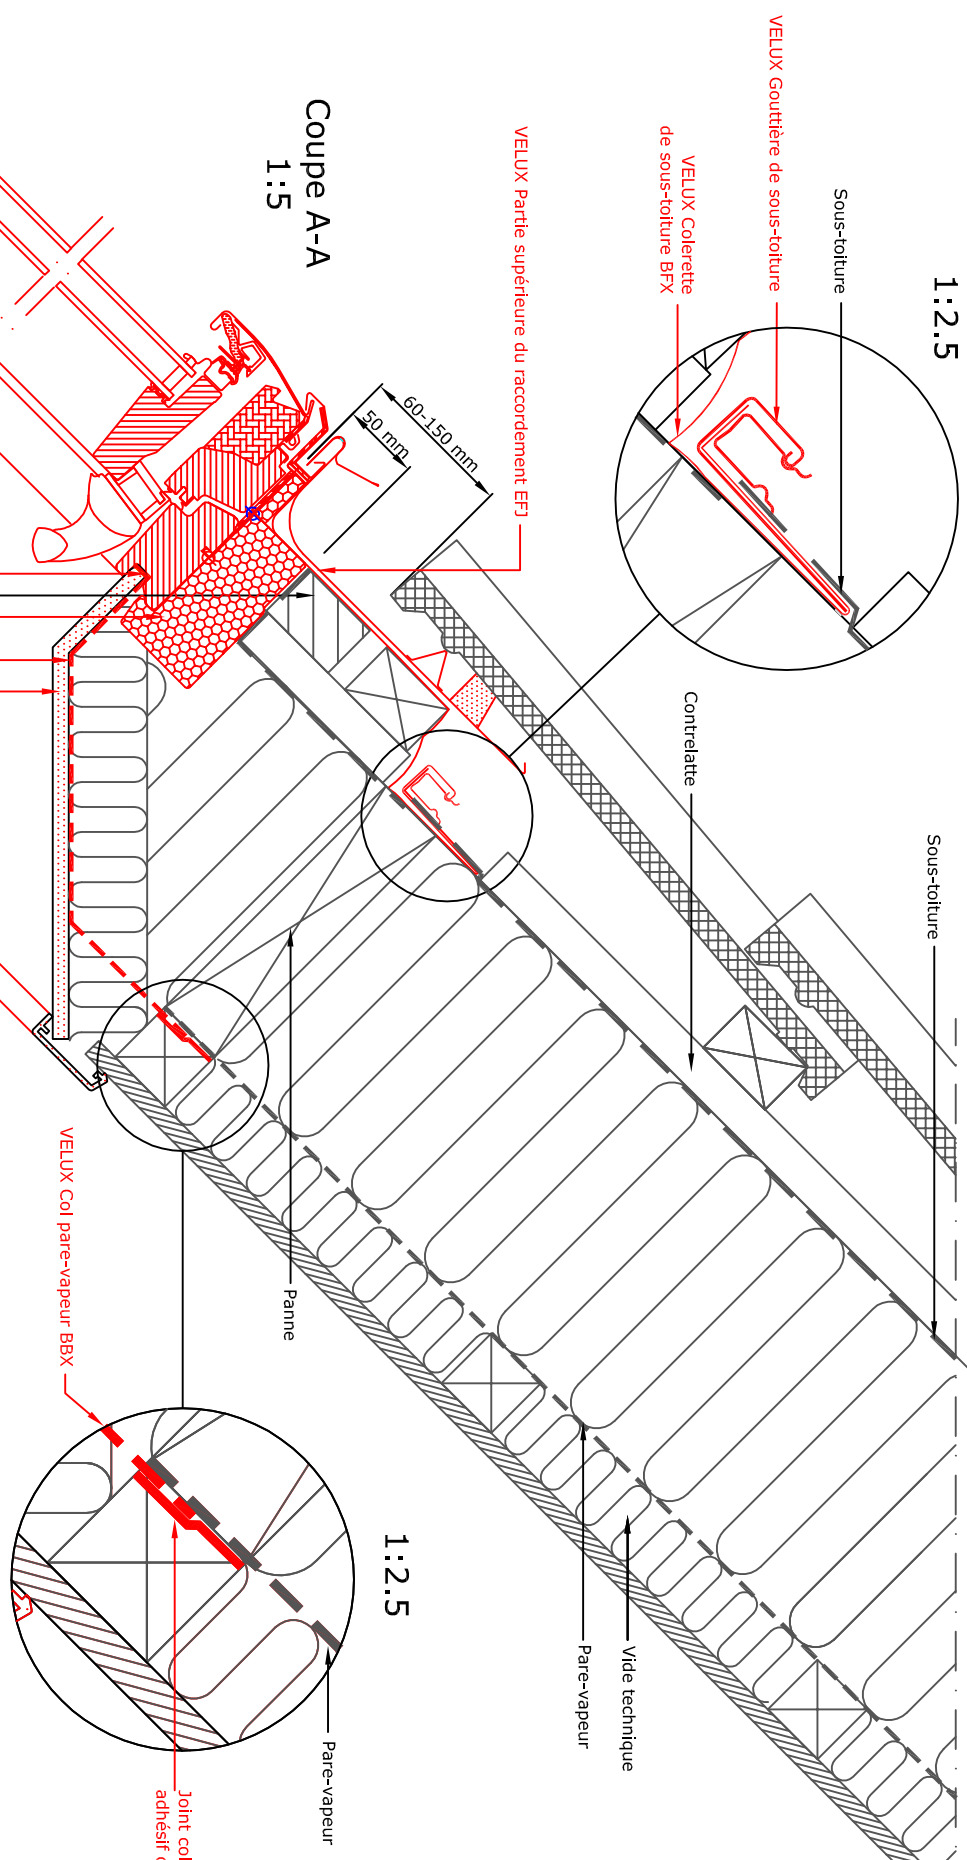 1:2.5
VELUX Gouttière de sous-toiture
Sous-toiture
VELUX Colerette
de sous-toiture BFX
VELUX Partie supérieure du raccordement EFJ
Coupe A-A
1:5
60-150 mm
50 mm
Contrelatte
Sous-toiture
Panne
VELUX Col pare-vapeur BBX
1:2.5
Vide technique
Pare-vapeur
Pare-vapeur
Joint
adhésif